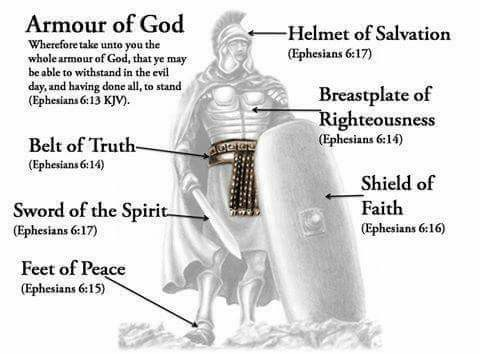 Armour of God
Wherefore take unto you the
whole armour of God, that ye may
be able to withstand in the evil
day, and having done all, to stand
(Ephesians 6:13 KJV).
Helmet of Salvation
(Ephesians 6:17)
Breastplate of
Righteousness
(Ephesians 6:14)
Belt of Truth
(Ephesians 6:14)
Shield of
Faith
(Ephesians 6:16)
Sword of the Spirit
(Ephesians 6:17)
Feet of Peace
(Ephesians 6:15)